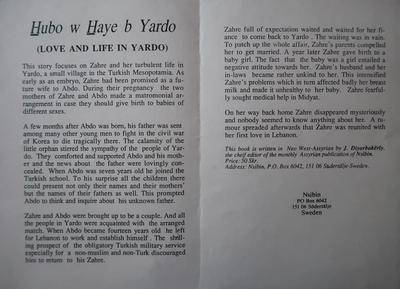 Hubo w Haye b Yardo
(LOVE AND LIFE IN YARDO)
This story focuses on Zahre and her turbulent life in
Yardo, a small village in the Turkish Mesopotamia. As
early as an embryo, Zahre had been promised as a fu-
ture wife to Abdo. During their pregnancy the two
mothers of Zahre and Abdo made a matromonial ar-
rangement in case they should give birth to babies of
different sexes.
A few months after Abdo was born, his father was sent
among many other young men to fight in the civil war
of Korea to die tragically there. The calamity of the
little orphan stirred the sympathy of the people of Yar-
do. They comforted and supported Abdo and his moth-
er and the news about the father were lovingly con-
cealed. When Abdo was seven years old he joined the
Turkish school. To his surprise all the children there
could present not only their names and their mother'
but the names of their fathers as well. This prompted
Abdo to think and inquire about his unknown father.
Zahre and Abdo were brought up to be a couple. And all
the people in Yardo were acquainted with the arranged
match. When Abdo became fourteen years old he left
for Lebanon to work and establish himself. The shril-
ling prospect of the obligatory Turkish military service
especially for a non-muslim and non-Turk discouraged
him to return to his Zahre.
Zahre full of expectation waited and waited for her fi-
ance to come back to Yardo. The waiting was in vain.
To patch up the whole affair, Zahre's parents compelled
her to get married. A year later Zahre gave birth to a
baby girl. The fact that the baby was a girl entailed a
negative attitude towards her. Zahre's husband and her
in-laws became rather unkind to her. This intensified
Zahre's problems which in turn affected badly her breast
milk and made it unhealthy to her baby. Zahre fearful-
ly sought medical help in Midyat.
On her way back home Zahre disappeared mysteriously
and nobody seemed to know anything about her. A ru-
mour spreaded afterwards that Zahre was reunited with
her first love in Lebanon.
This book is written in Neo West-Assyrian by J. Diyarbakërly,
the cheif editor of the monthly Assyrian publication of Nsibin.
Price: 50 Skr.
Address: Nsibin, P.O.Box 6042, 151 06 Södertälje-Sweden.
Nsibin
PO Box 6042
151 06 Södertälje
Sweden